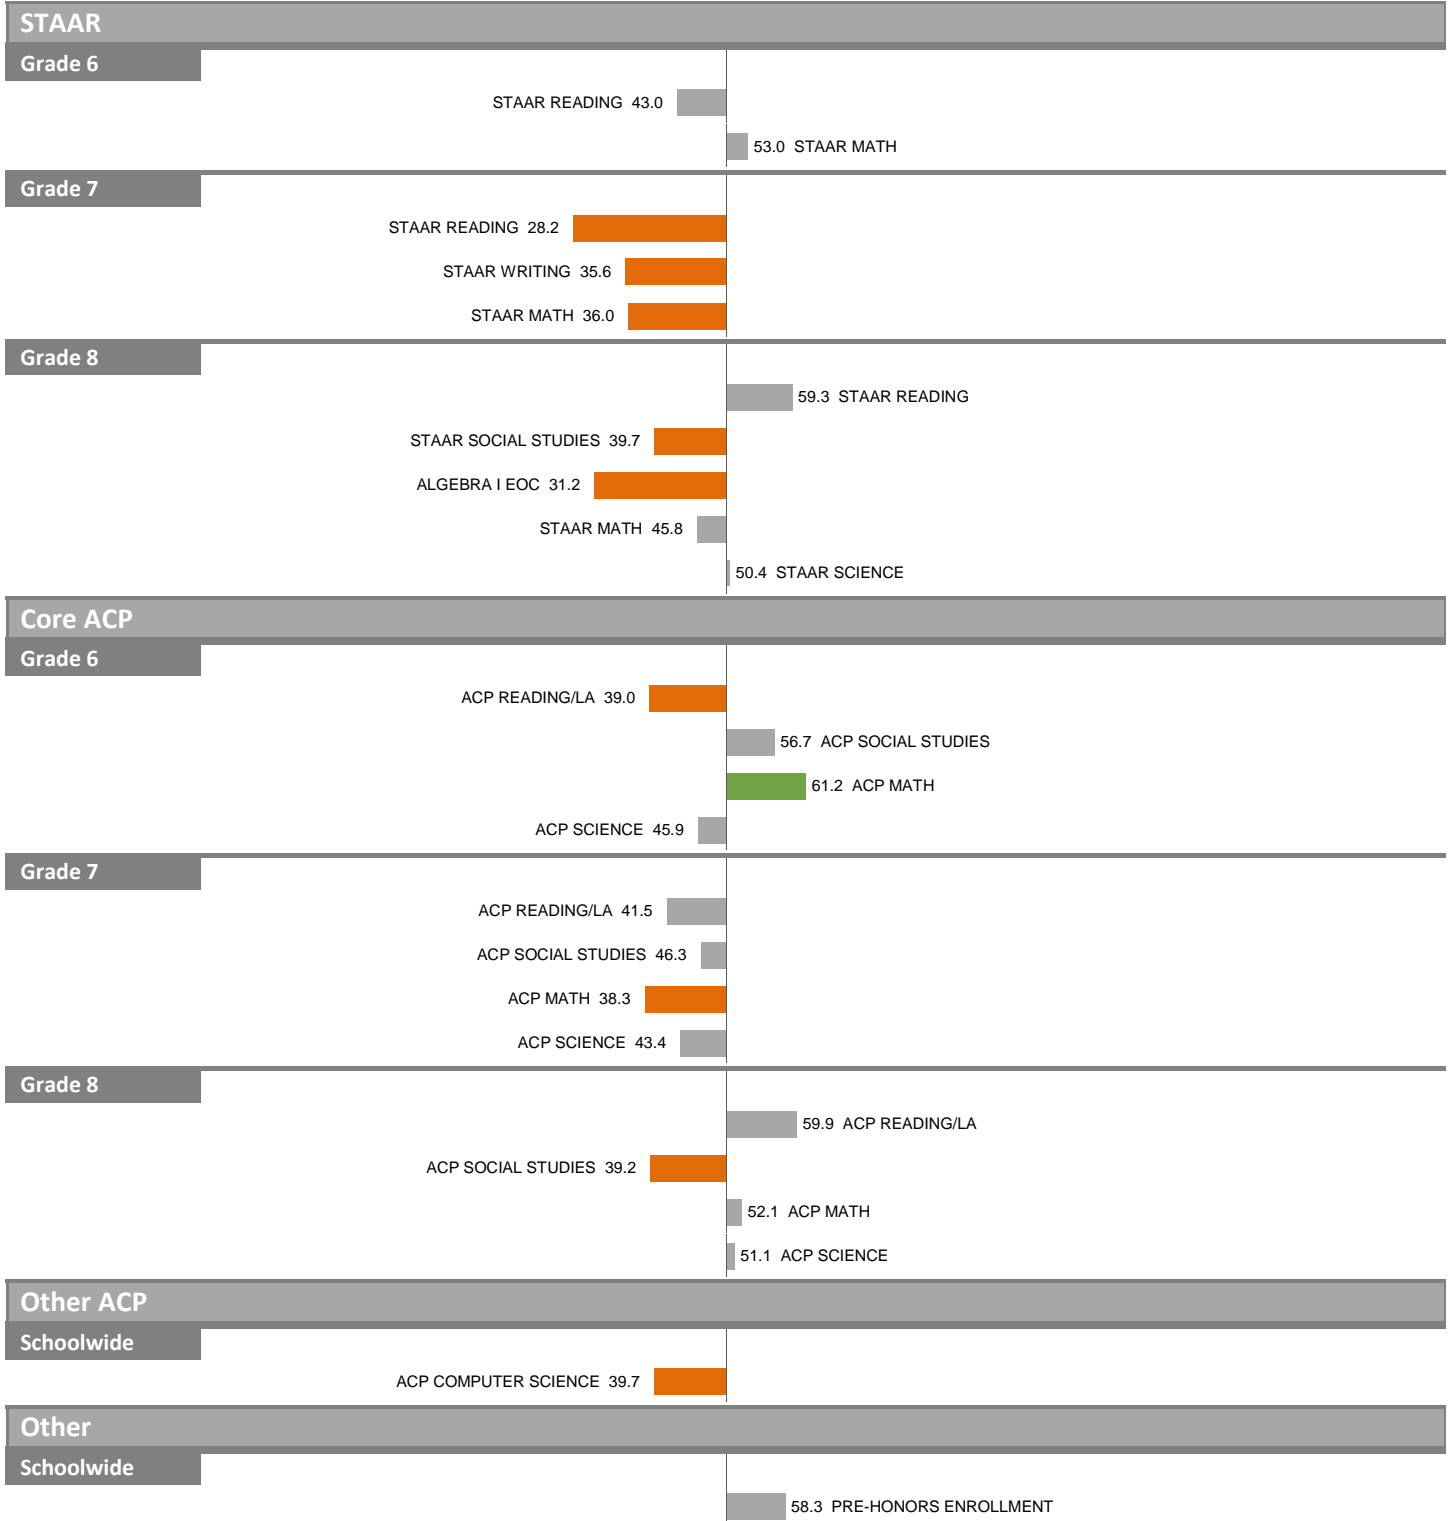 STAAR
Grade 6
STAAR READING 43.0
53.0 STAAR MATH
Grade 7
STAAR READING 28.2
STAAR WRITING 35.6
STAAR MATH 36.0
Grade 8
59.3 STAAR READING
STAAR SOCIAL STUDIES 39.7
ALGEBRA I EOC 31.2
STAAR MATH 45.8
50.4 STAAR SCIENCE
Core ACP
Grade 6
ACP READING/LA 39.0
56.7 ACP SOCIAL STUDIES
61.2 ACP MATH
ACP SCIENCE 45.9
Grade 7
ACP READING/LA 41.5
ACP SOCIAL STUDIES 46.3
ACP MATH 38.3
ACP SCIENCE 43.4
Grade 8
59.9 ACP READING/LA
ACP SOCIAL STUDIES 39.2
52.1 ACP MATH
51.1 ACP SCIENCE
Other ACP
Schoolwide
ACP COMPUTER SCIENCE 39.7
Other
Schoolwide
58.3 PRE-HONORS ENROLLMENT